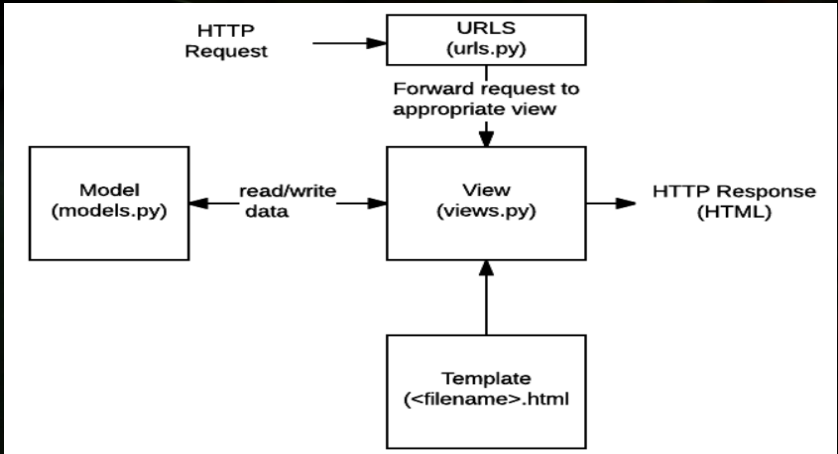 HTTP
Request
URLS
(urls.py)
Forward request to
appropriate view
Model
(models.py)
read/write
data
View
(views.py)
HTTP Response
(HTML)
Template
(<filename>.html